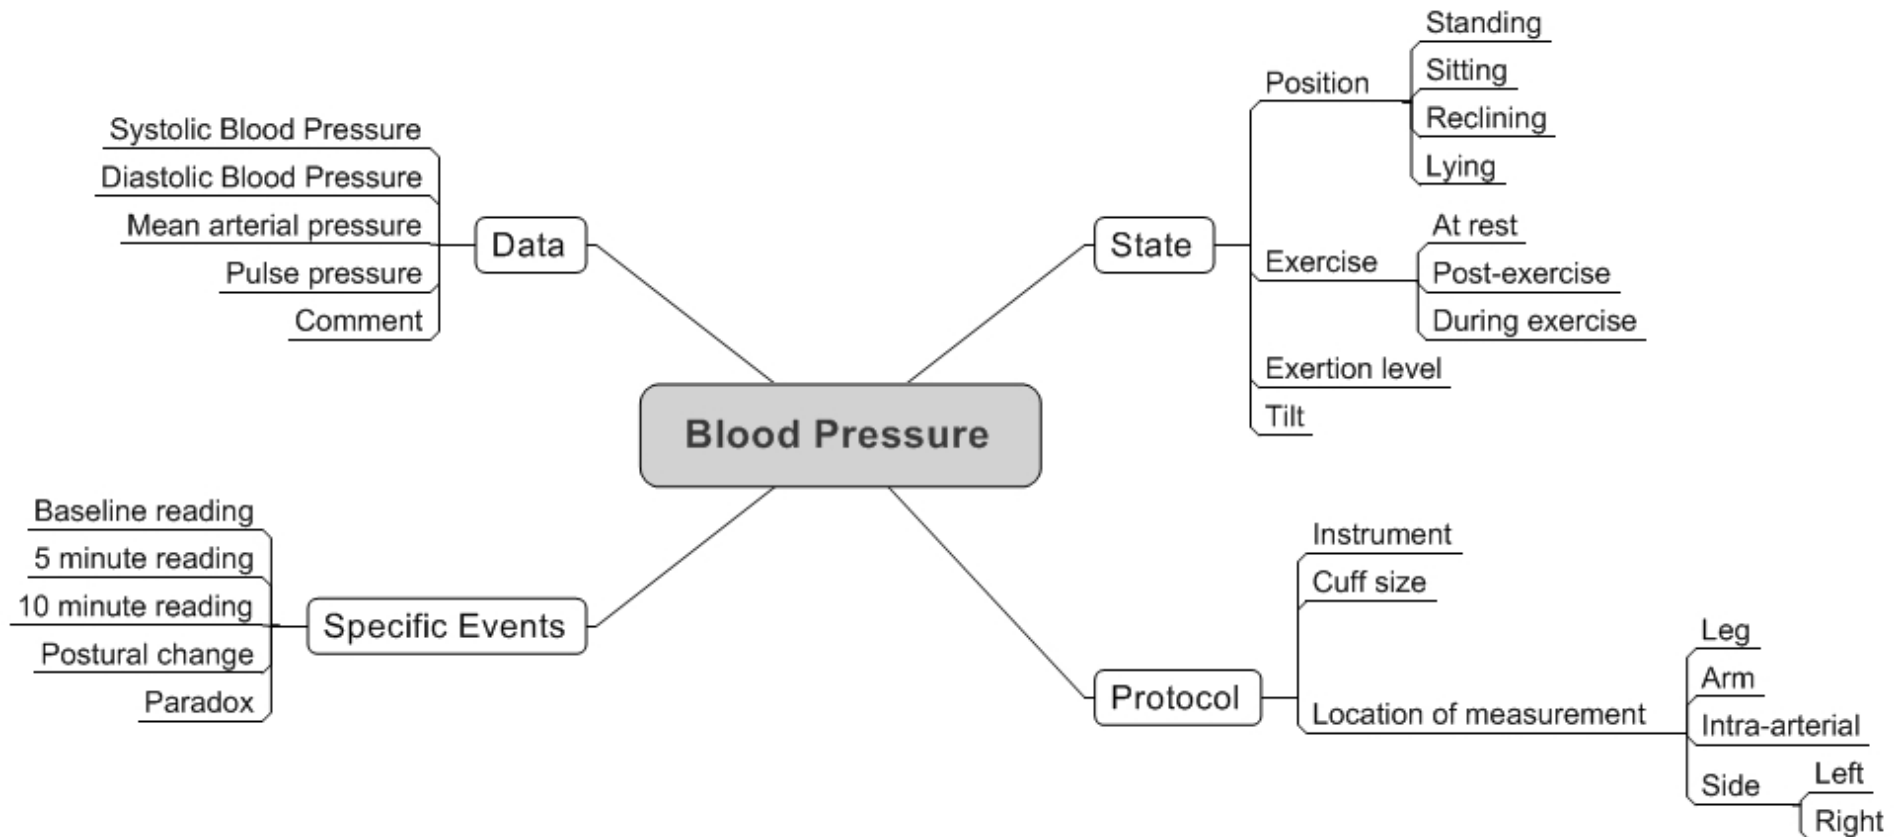 Systolic Blood Pressure
Diastolic Blood Pressure
Mean arterial pressure
Pulse pressure
Comment
Data
State
Position
Standing
Sitting
Reclining
Lying
Exercise
At rest
Post-exercise
During exercise
Exertion level
Tilt
Blood Pressure
Baseline reading
5 minute reading
10 minute reading
Postural change
Paradox
Specific Events
Protocol
Instrument
Cuff size
Location of measurement
Leg
Arm
Intra-arterial
Side
Left
Right